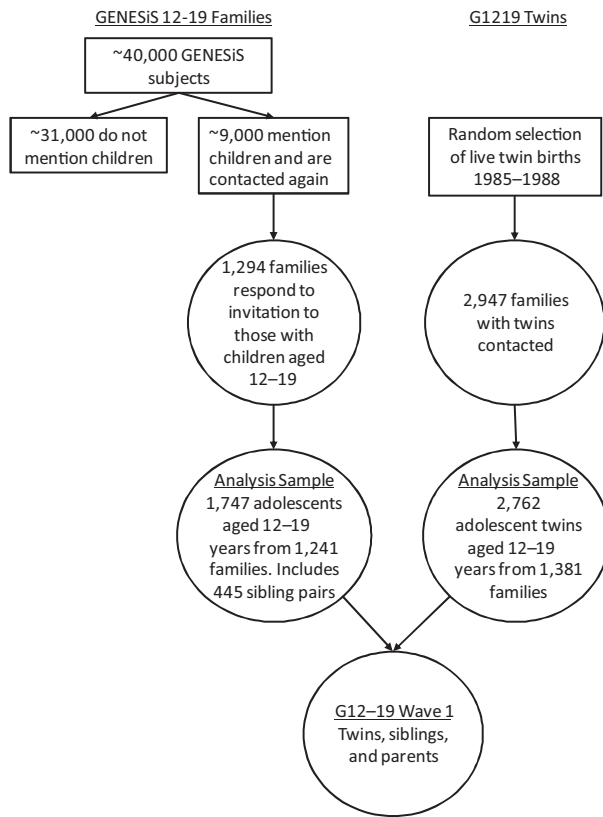 GENESiS 12-19 Families
~40,000 GENESiS
subjects
~31,000 do not
mention children
~9,000 mention
children and are
contacted again
1,294 families
respond to
invitation to
those with
children aged
12–19
Analysis Sample
1,747 adolescents
aged 12–19
years from 1,241
families. Includes
445 sibling pairs
G1219 Twins
Random selection
of live twin births
1985–1988
2,947 families
with twins
contacted
Analysis Sample
2,762
adolescent twins
aged 12–19
years from 1,381
families
G12–19 Wave 1
Twins, siblings,
and parents